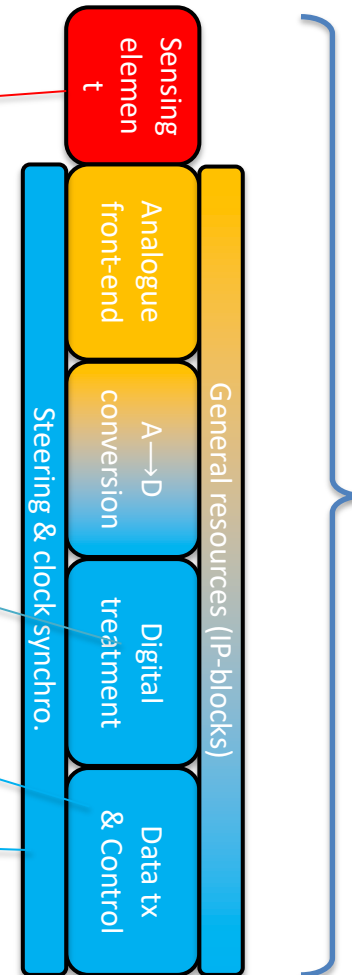 General resources (IP-blocks)
Sensing
elemen
t
Analogue
front-end
A→D
conversion
Digital
treatment
Data tx
& Control
Steering & clock synchro.